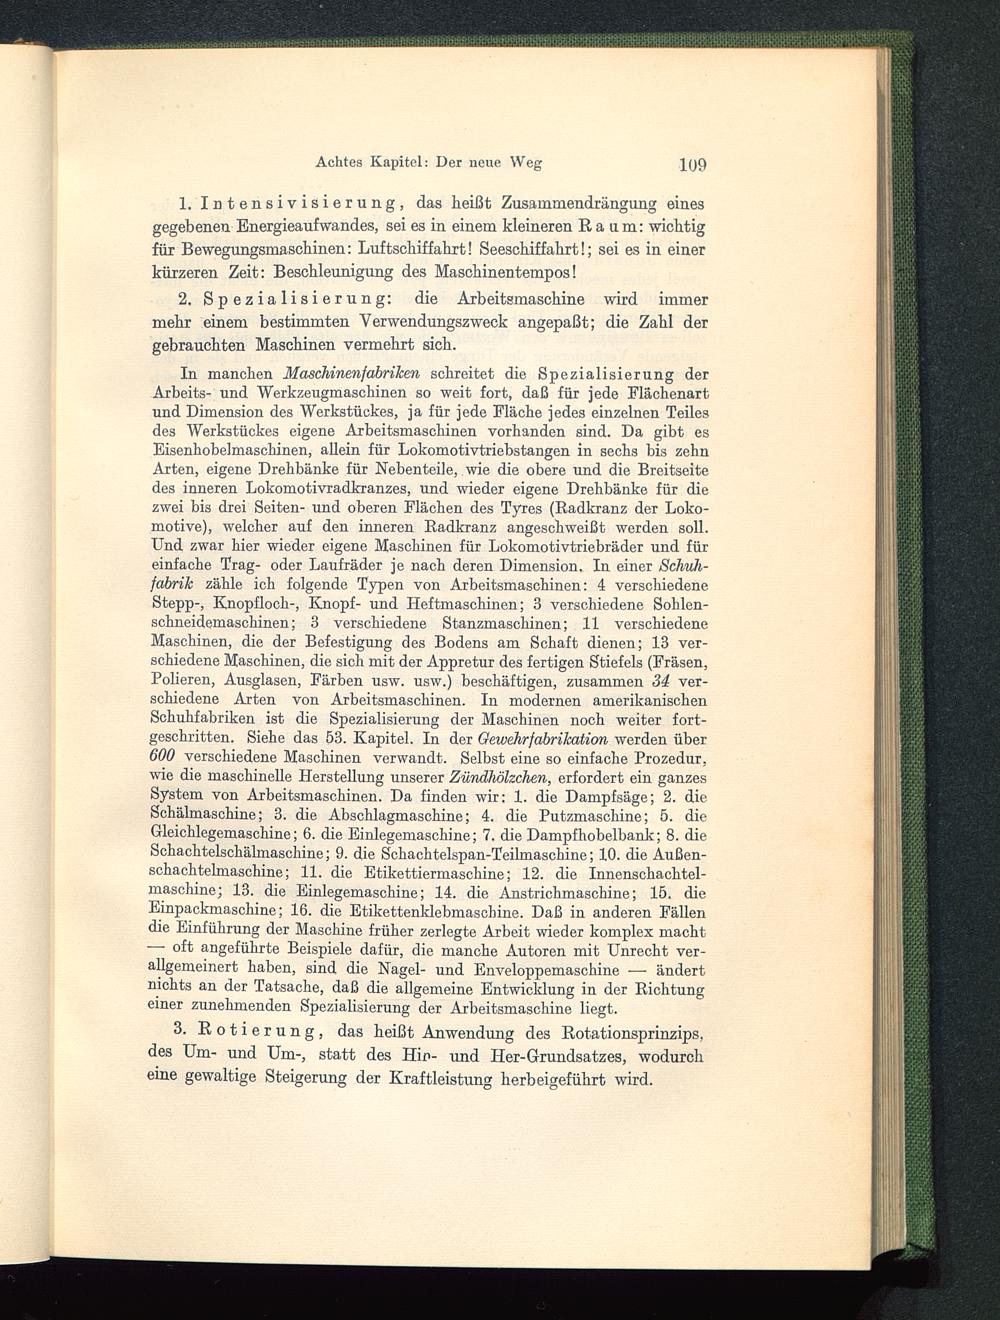 Achtes Kapitel: Der neue Weg 109
1. Intensivisierung, das heißt Zusammendrängung eines
gegebenen Energieaufwandes, sei es in einem kleineren Raum: wichtig
für Bewegungsmaschinen: Luftschiffahrt! Seeschiffahrt!; sei es in einer
kürzeren Zeit: Beschleunigung des Maschinentempos!
2. Spezialisierung: die Arbeitsmaschine wird immer
mehr einem bestimmten Verwendungszweck angepaßt; die Zahl der
gebrauchten Maschinen vermehrt sich.
In manchen Maschinenfabriken schreitet die Spezialisierung der
Arbeits- und Werkzeugmaschinen so weit fort, daß für jede Flächenart
und Dimension des Werkstückes, ja für jede Fläche jedes einzelnen Teiles
des Werkstückes eigene Arbeitsmaschinen vorhanden sind. Da gibt es
Eisenhobelmaschinen, allein für Lokomotivtriebstangen in sechs bis zehn
Arten, eigene Drehbänke für Nebenteile, wie die obere und die Breitseite
des inneren Lokomotivradkranzes, und wieder eigene Drehbänke für die
zwei bis drei Seiten- und oberen Flächen des Tyres (Radkranz der Loko-
motive), welcher auf den inneren Radkranz angeschweißt werden soll.
Und zwar hier wieder eigene Maschinen für Lokomotivtriebräder und für
einfache Trag- oder Laufräder je nach deren Dimension. In einer Schuh-
fabrik zähle ich folgende Typen von Arbeitsmaschinen: 4 verschiedene
Stepp-, Knopfloch-, Knopf- und Heftmaschinen; 3 verschiedene Sohlen-
schneidemaschinen; 3 verschiedene Stanzmaschinen; 11 verschiedene
Maschinen, die der Befestigung des Bodens am Schaft dienen; 13 ver-
schiedene Maschinen, die sich mit der Appretur des fertigen Stiefels (Fräsen,
Polieren, Ausglasen, Färben usw. usw.) beschäftigen, zusammen 34 ver-
schiedene Arten von Arbeitsmaschinen. In modernen amerikanischen
Schuhfabriken ist die Spezialisierung der Maschinen noch weiter fort-
geschritten. Siehe das 53. Kapitel. In der Gewehrfabrikation werden über
600 verschiedene Maschinen verwandt. Selbst eine so einfache Prozedur,
wie die maschinelle Herstellung unserer Zündhölzchen, erfordert ein ganzes
System von Arbeitsmaschinen. Da finden wir: 1. die Dampfsäge; 2. die
Schälmaschine; 3. die Abschlagmaschine; 4. die Putzmaschine; 5. die
Gleichlegemaschine; 6. die Einlegemaschine; 7. die Dampfhobelbank; 8. die
Schachtelschälmaschine; 9. die Schachtelspan-Teilmaschine; 10. die Außen-
schachtelmaschine; 11. die Etikettiermaschine; 12. die Innenschachtel-
maschine; 13. die Einlegemaschine; 14. die Anstrichmaschine; 15. die
Einpackmaschine; 16. die Etikettenklebmaschine. Daß in anderen Fällen
die Einführung der Maschine früher zerlegte Arbeit wieder komplex macht
— oft angeführte Beispiele dafür, die manche Autoren mit Unrecht ver-
allgemeinert haben, sind die Nagel- und Enveloppemaschine — ändert
nichts an der Tatsache, daß die allgemeine Entwicklung in der Richtung
einer zunehmenden Spezialisierung der Arbeitsmaschine liegt.
3. Rotierung, das heißt Anwendung des Rotationsprinzips,
des Um- und Um-, statt des Hin- und Her-Grundsatzes, wodurch
eine gewaltige Steigerung der Kraftleistung herbeigeführt wird.